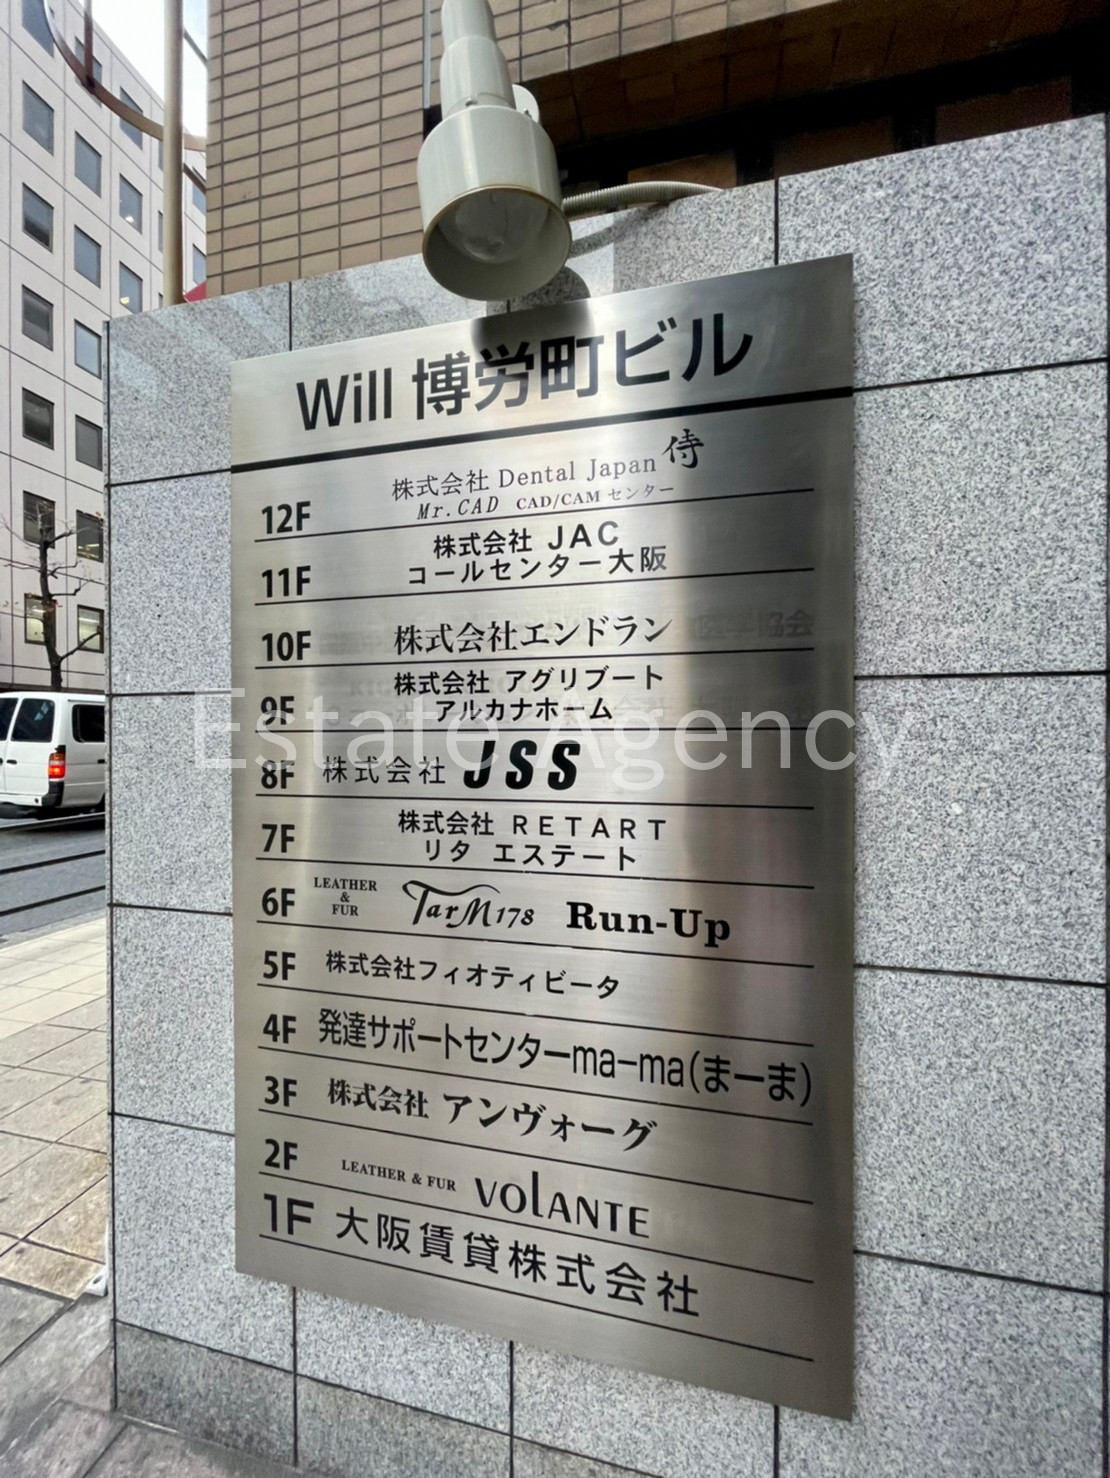 Will 博労町ビル
株式会社 Dental Japan 侍
12F Mr.CAD CAD/CAM センター
株式会社 JAC
11F コールセンター大阪
10F 株式会社エンドラン
株式会社 アグリブート
9F アルカナホーム
Estate Agency
8F 株式会社 JSS
株式会社 RETART
7F リタ エステート
6F LEATHER & FUR TarM178 Run-Up
5F 株式会社フィオティビータ
4F 発達サポートセンターma-ma(まーま)
3F 株式会社 アンヴォーグ
2F LEATHER & FUR VOLANTE
1F 大阪賃貸株式会社